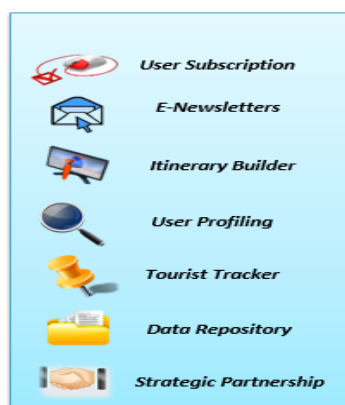 User Subscription
E-Newsletters
Itinerary Builder
User Profiling
Tourist Tracker
Data Repository
Strategic Partnership